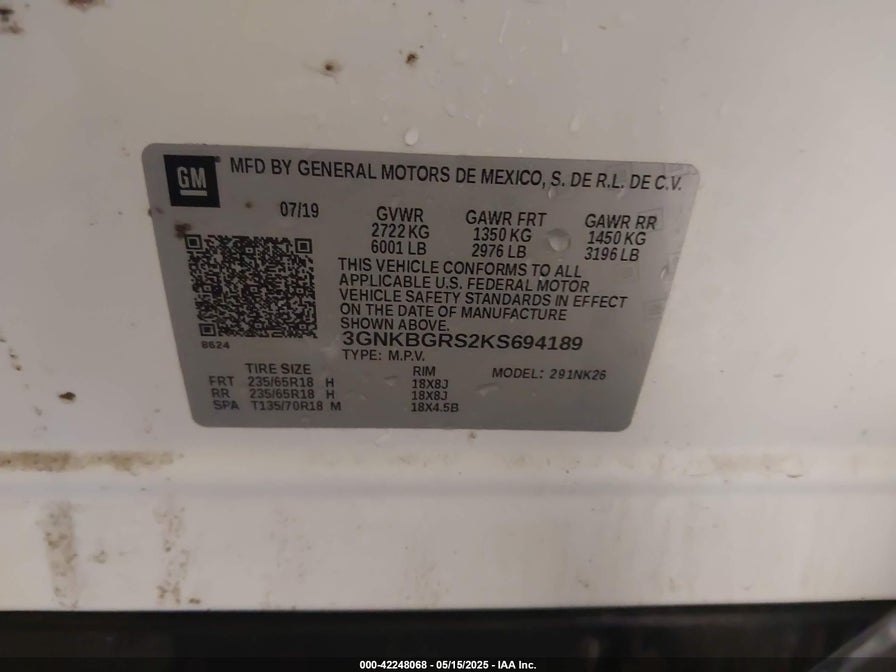 GM
MFD BY GENERAL MOTORS DE MEXICO, S. DE R.L. DE C.V.
07/19 GVWR GAWR FRT GAWR RR
2722 KG 1350 KG 1450 KG
6001 LB 2976 LB 3196 LB
THIS VEHICLE CONFORMS TO ALL
APPLICABLE U.S. FEDERAL MOTOR
VEHICLE SAFETY STANDARDS IN EFFECT
ON THE DATE OF MANUFACTURE
SHOWN ABOVE.
3GNKBGRS2KS694189
8624 TYPE: M.P.V.
TIRE SIZE RIM MODEL: 291NK26
FRT 235/65R18 H 18X8J
RR 235/65R18 H 18X8J
SPA T135/70R18 M 18X4.5B
000-42248068 - 05/15/2025 - IAA Inc.